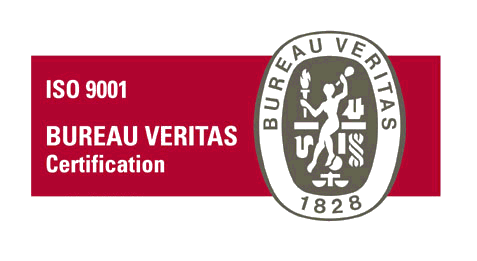 ISO 9001
BUREAU VERITAS
Certification
BUREAU VERITAS
1828